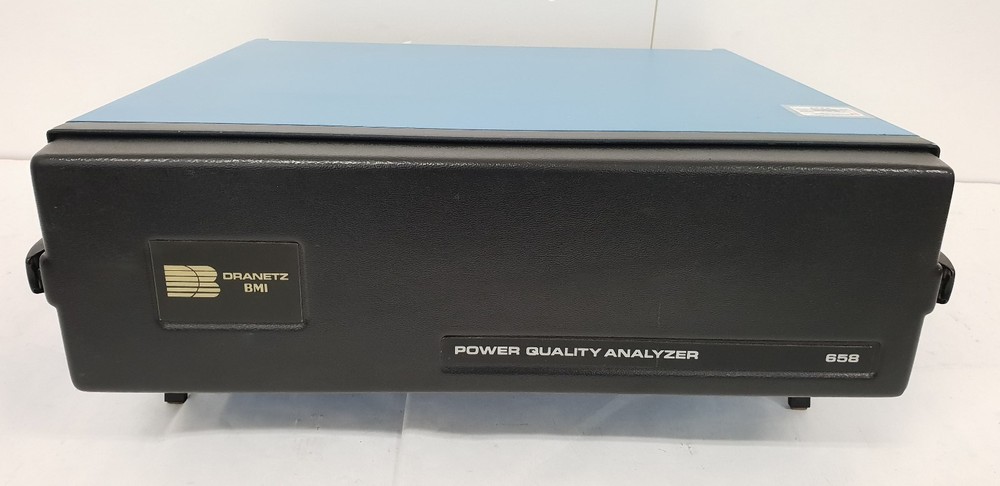 DRANETZ
BMI
POWER QUALITY ANALYZER 658